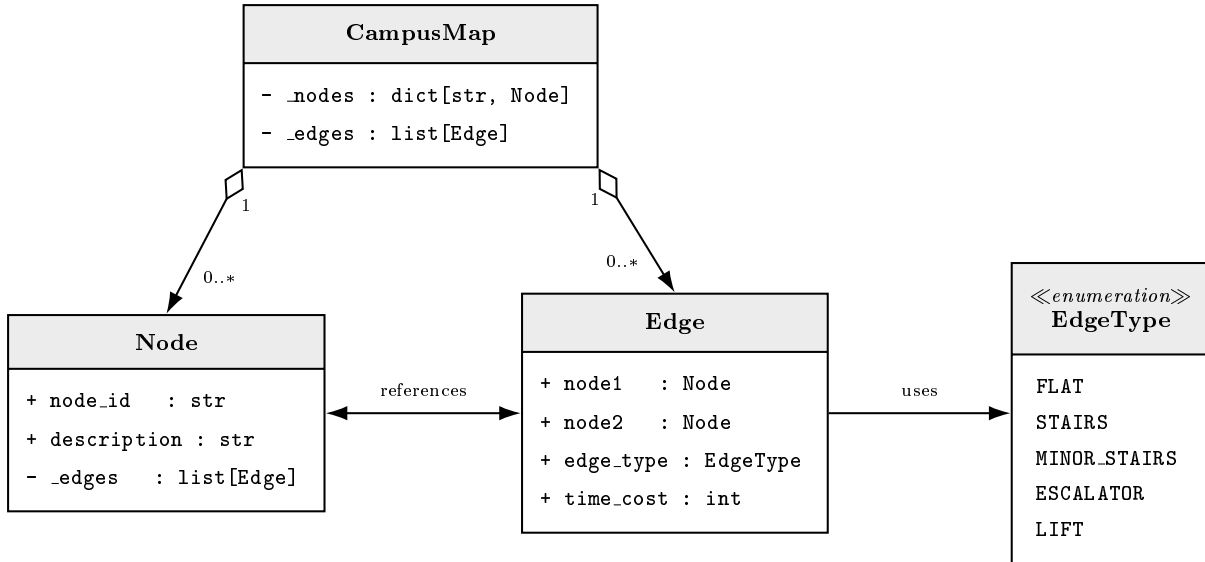 CampusMap
- _nodes : dict[str, Node]
- _edges : list[Edge]
1
1
0..*
0..*
Node
+ node_id : str
+ description : str
- _edges : list[Edge]
references
Edge
+ node1 : Node
+ node2 : Node
+ edge_type : EdgeType
+ time_cost : int
uses
≪enumeration≫
EdgeType
FLAT
STAIRS
MINOR_STAIRS
ESCALATOR
LIFT